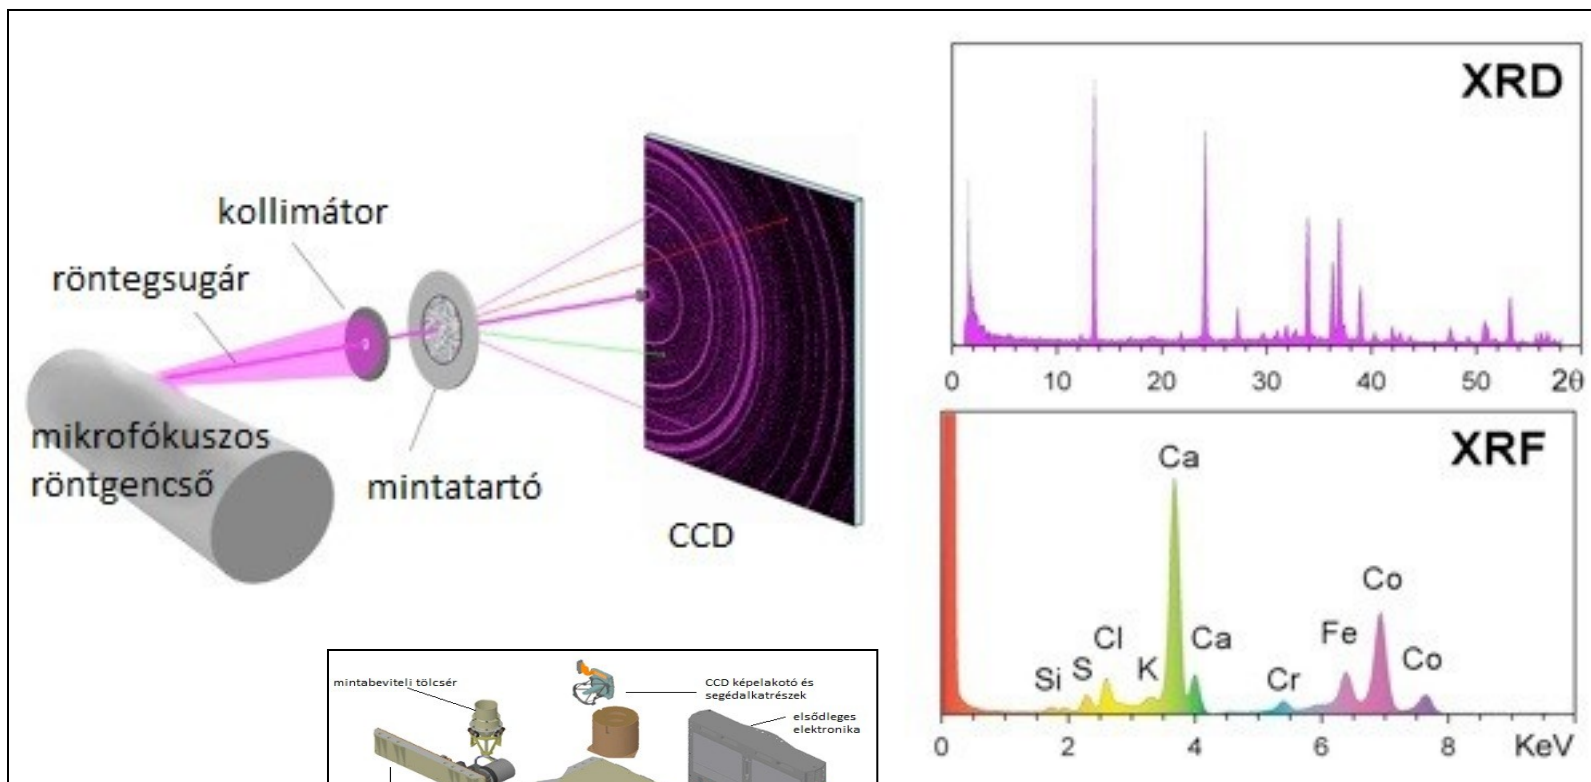 kollimátor
röntegsugár
mikrofókuszos
röntgencső
mintatartó
CCD
XRD
0 10 20 30 40 50 2θ
XRF
Ca
Co
Cl
Ca
Fe
Co
Si
S
K
Cr
0 2 4 6 8 KeV
mintabeviteli tölcsér
CCD képelakotó és
segédalkatrészek
elsődleges
elektronika